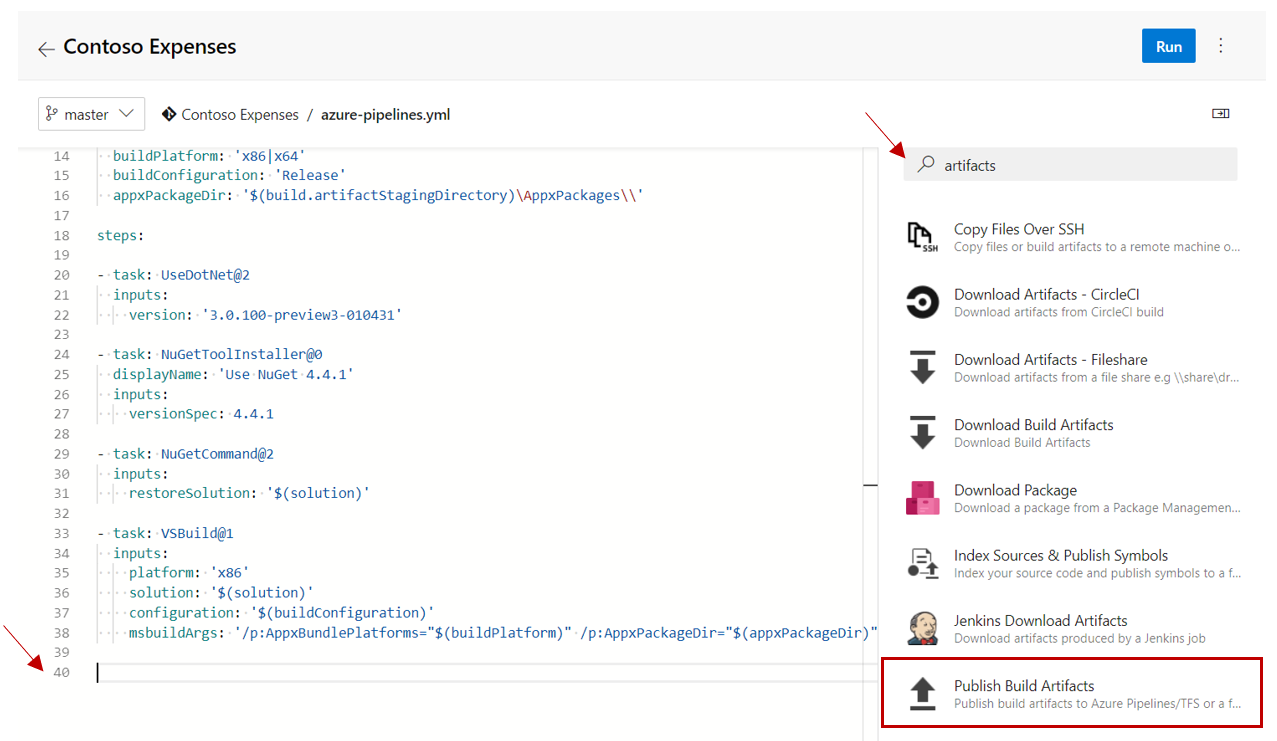 Contoso Expenses
Run
master
Contoso Expenses / azure-pipelines.yml
14 buildPlatform: 'x86|x64'
15 buildConfiguration: 'Release'
16 appxPackageDir: '$(build.artifactStagingDirectory)\AppxPackages\\'
17
18 steps:
19
20 - task: UseDotNet@2
21 inputs:
22 version: '3.0.100-preview3-010431'
23
24 - task: NuGetToolInstaller@0
25 displayName: 'Use NuGet 4.4.1'
26 inputs:
27 versionSpec: 4.4.1
28
29 - task: NuGetCommand@2
30 inputs:
31 restoreSolution: '$(solution)'
32
33 - task: VSBuild@1
34 inputs:
35 platform: 'x86'
36 solution: '$(solution)'
37 configuration: '$(buildConfiguration)'
38 msbuildArgs: '/p:AppxBundlePlatforms="$(buildPlatform)" /p:AppxPackageDir="$(appxPackageDir)"
39
40
artifacts
Copy Files Over SSH
SSH
Copy files or build artifacts to a remote machine o...
Download Artifacts - CircleCI
Download artifacts from CircleCI build
Download Artifacts - Fileshare
Download artifacts from a file share e.g \\share\dr...
Download Build Artifacts
Download Build Artifacts
Download Package
Download a package from a Package Managemen...
Index Sources & Publish Symbols
Index your source code and publish symbols to a f...
Jenkins Download Artifacts
Download artifacts produced by a Jenkins job
Publish Build Artifacts
Publish build artifacts to Azure Pipelines/TFS or a f...